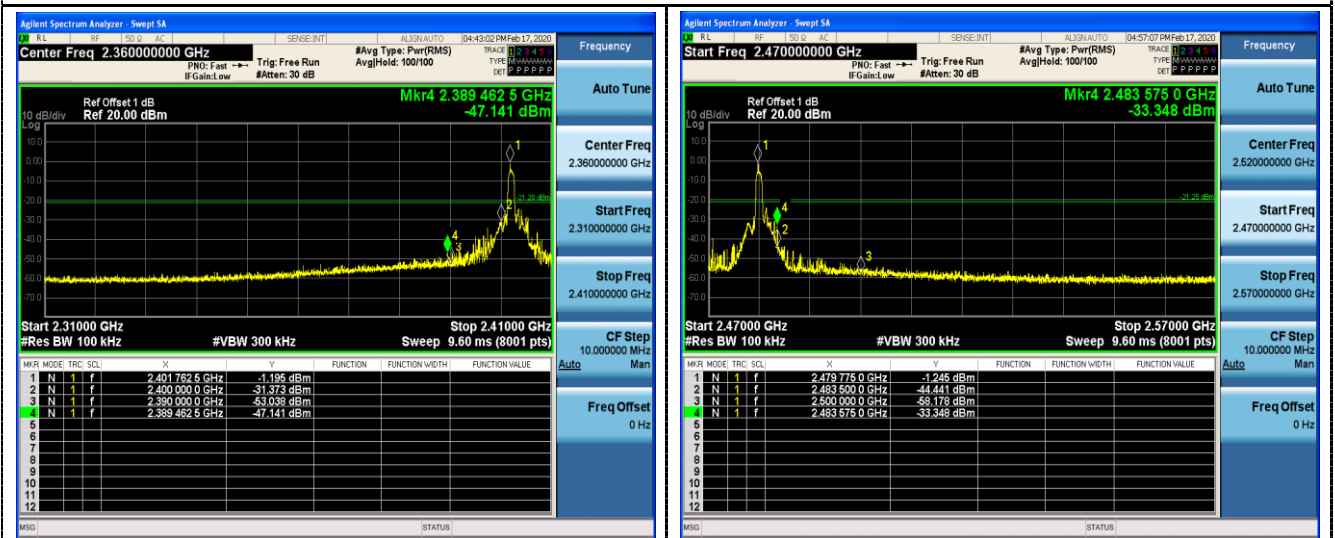 Agilent Spectrum Analyzer - Swept SA
RL RF 50 Ω AC SENSE:INT ALIGN AUTO 04:43:02 PM Feb 17, 2020
Center Freq 2.360000000 GHz
#Avg Type: Pwr(RMS)
TRACE 1 2 3 4 5 6
PNO: Fast
Trig: Free Run
Avg|Hold: 100/100
TYPE M
IFGain:Low
#Atten: 30 dB
DET P P P P P P
Frequency
Auto Tune
Mkr4 2.389 462 5 GHz
-47.141 dBm
Ref Offset 1 dB
10 dB/div Ref 20.00 dBm
Log
10.0
0.00
-10.0
-20.0
-30.0
-40.0
-50.0
-60.0
-70.0
1
-21.20 dBm
2
4
3
Center Freq
2.360000000 GHz
Start Freq
2.310000000 GHz
Stop Freq
2.410000000 GHz
CF Step
10.000000 MHz
Auto Man
Freq Offset
0 Hz
Start 2.31000 GHz Stop 2.41000 GHz
#Res BW 100 kHz #VBW 300 kHz Sweep 9.60 ms (8001 pts)
MKR MODE TRC SCL X Y FUNCTION FUNCTION WIDTH FUNCTION VALUE
1 N 1 f 2.401 762 5 GHz -1.195 dBm
2 N 1 f 2.400 000 0 GHz -31.373 dBm
3 N 1 f 2.390 000 0 GHz -53.038 dBm
4 N 1 f 2.389 462 5 GHz -47.141 dBm
5
6
7
8
9
10
11
12
MSG STATUS
Agilent Spectrum Analyzer - Swept SA
RL RF 50 Ω AC SENSE:INT ALIGN AUTO 04:57:07 PM Feb 17, 2020
Start Freq 2.470000000 GHz
#Avg Type: Pwr(RMS)
TRACE 1 2 3 4 5 6
PNO: Fast
Trig: Free Run
Avg|Hold: 100/100
TYPE M
IFGain:Low
#Atten: 30 dB
DET P P P P P P
Frequency
Auto Tune
Mkr4 2.483 575 0 GHz
-33.348 dBm
Ref Offset 1 dB
10 dB/div Ref 20.00 dBm
Log
10.0
0.00
-10.0
-20.0
-30.0
-40.0
-50.0
-60.0
-70.0
1
-21.25 dBm
4
2
3
Center Freq
2.520000000 GHz
Start Freq
2.470000000 GHz
Stop Freq
2.570000000 GHz
CF Step
10.000000 MHz
Auto Man
Freq Offset
0 Hz
Start 2.47000 GHz Stop 2.57000 GHz
#Res BW 100 kHz #VBW 300 kHz Sweep 9.60 ms (8001 pts)
MKR MODE TRC SCL X Y FUNCTION FUNCTION WIDTH FUNCTION VALUE
1 N 1 f 2.479 775 0 GHz -1.245 dBm
2 N 1 f 2.483 500 0 GHz -44.441 dBm
3 N 1 f 2.500 000 0 GHz -58.178 dBm
4 N 1 f 2.483 575 0 GHz -33.348 dBm
5
6
7
8
9
10
11
12
MSG STATUS